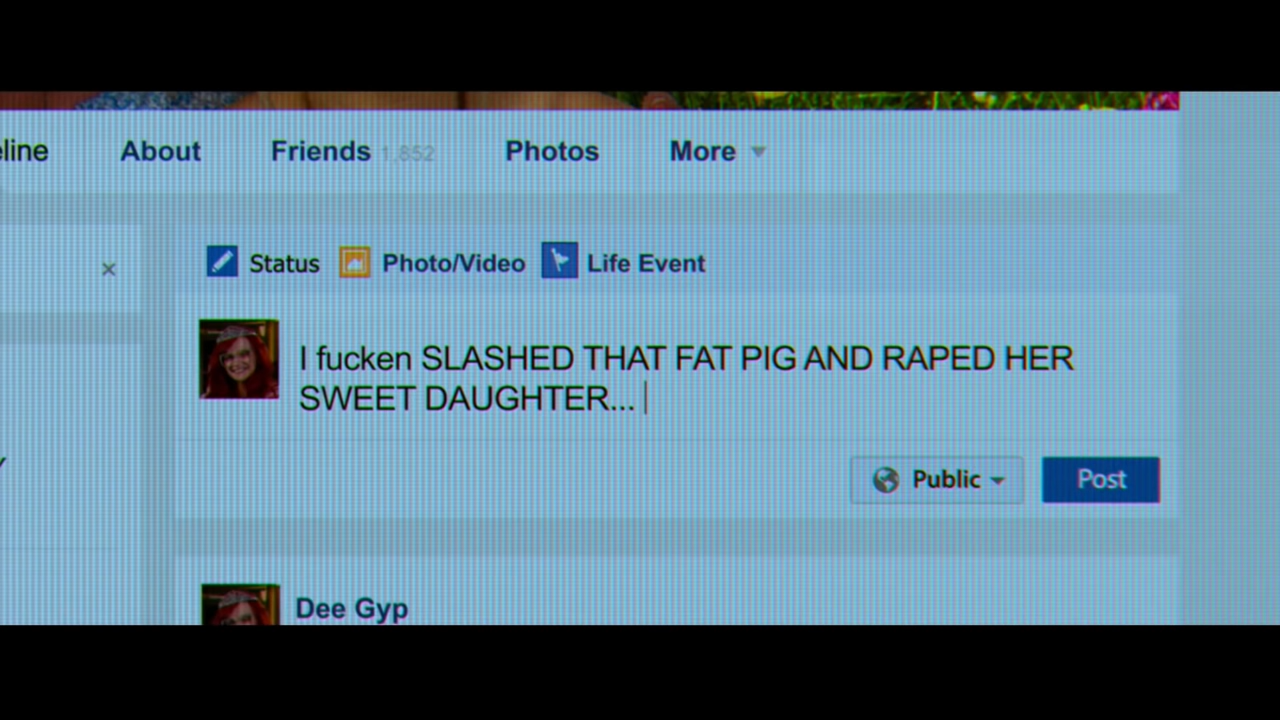 eline About Friends 1,852 Photos More
×
Status Photo/Video Life Event
I fucken SLASHED THAT FAT PIG AND RAPED HER
SWEET DAUGHTER...
Public Post
Y
Dee Gyp